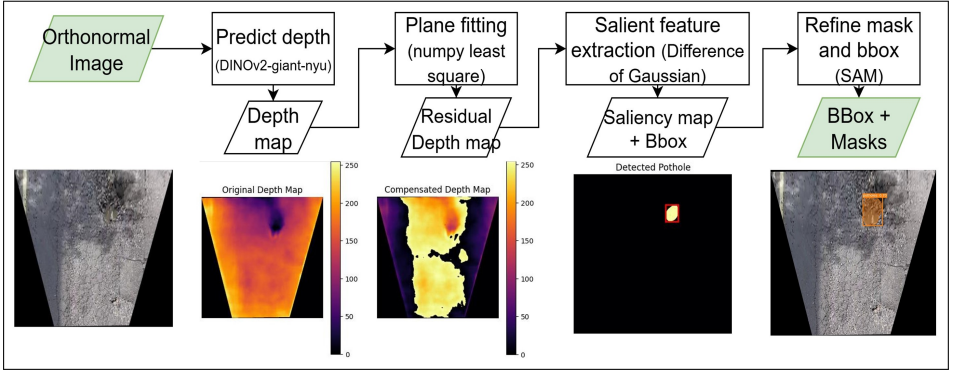 Orthonormal
Image
Predict depth
(DINOv2-giant-nyu)
Plane fitting
(numpy least
square)
Salient feature
extraction (Difference
of Gaussian)
Refine mask
and bbox
(SAM)
Depth
map
Residual
Depth map
Saliency map
+ Bbox
BBox +
Masks
Original Depth Map
250
200
150
100
50
0
Compensated Depth Map
250
200
150
100
50
0
Detected Pothole